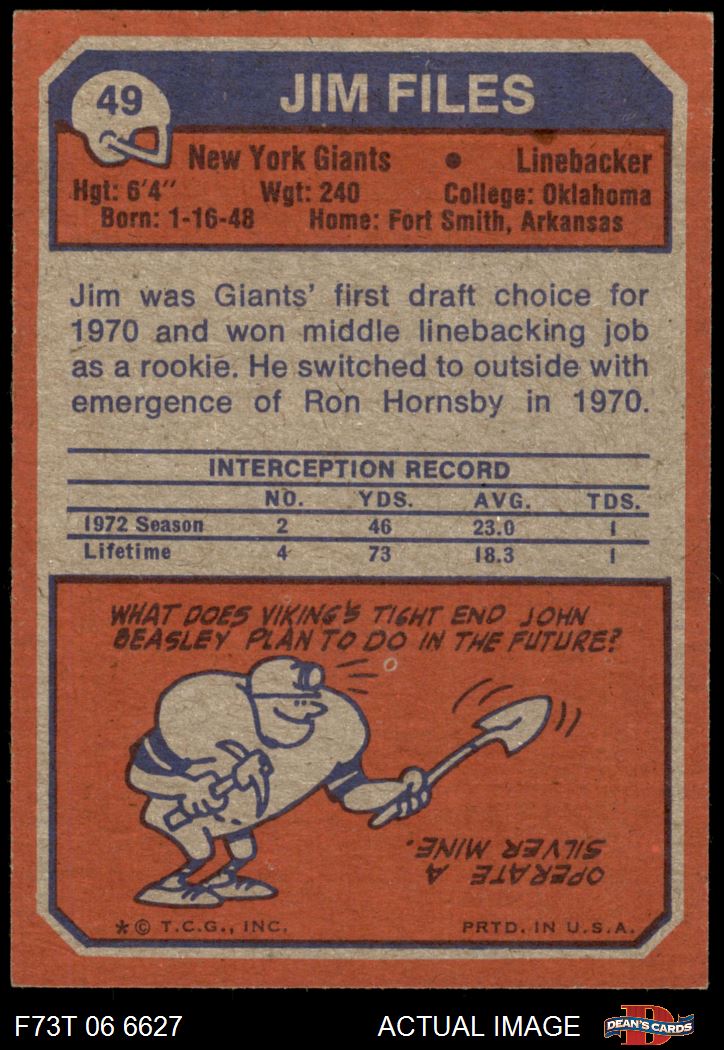 49
JIM FILES
New York Giants • Linebacker
Hgt: 6'4" Wgt: 240 College: Oklahoma
Born: 1-16-48 Home: Fort Smith, Arkansas
Jim was Giants' first draft choice for
1970 and won middle linebacking job
as a rookie. He switched to outside with
emergence of Ron Hornsby in 1970.
INTERCEPTION RECORD
NO. YDS. AVG. TDS.
1972 Season 2 46 23.0 1
Lifetime 4 73 18.3 1
WHAT DOES VIKING'S TIGHT END JOHN
BEASLEY PLAN TO DO IN THE FUTURE?
OPERATE A
SILVER MINE.
*© T.C.G., INC. PRTD. IN U.S.A.
F73T 06 6627 ACTUAL IMAGE
D
DEAN'S CARDS